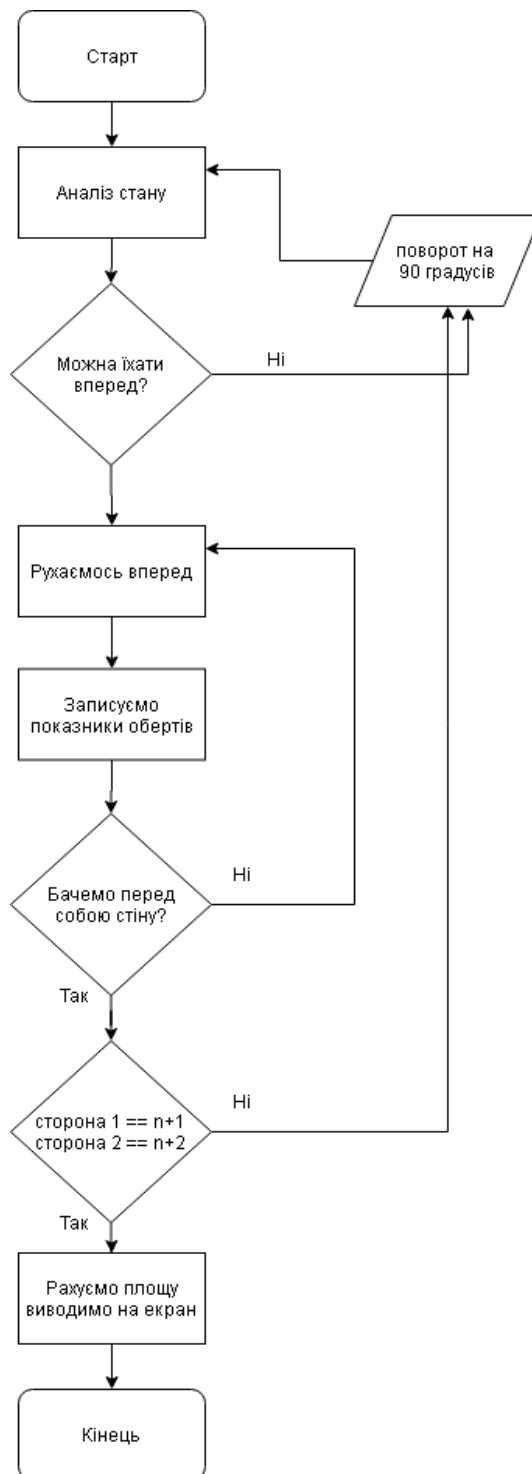 Старт
Аналіз стану
поворот на
90 градусів
Можна їхати
вперед?
Ні
Рухаємось вперед
Записуємо
показники обертів
Бачемо перед
собою стіну?
Ні
Так
сторона 1 == n+1
сторона 2 == n+2
Ні
Так
Рахуємо площу
виводимо на екран
Кінець